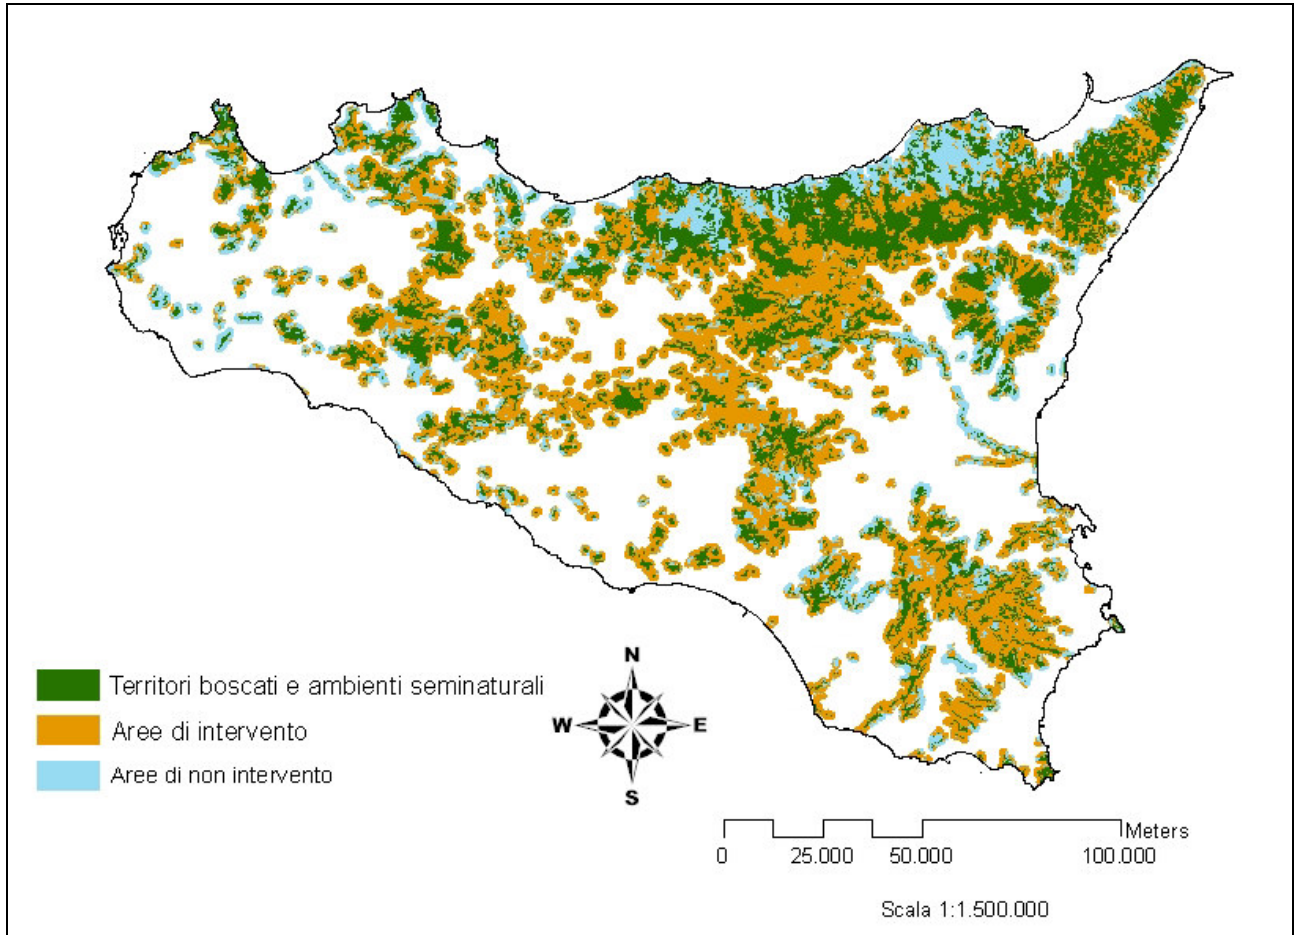 N
W E
S
Territori boscati e ambienti seminaturali
Aree di intervento
Aree di non intervento
Meters
0 25.000 50.000 100.000
Scala 1:1.500.000